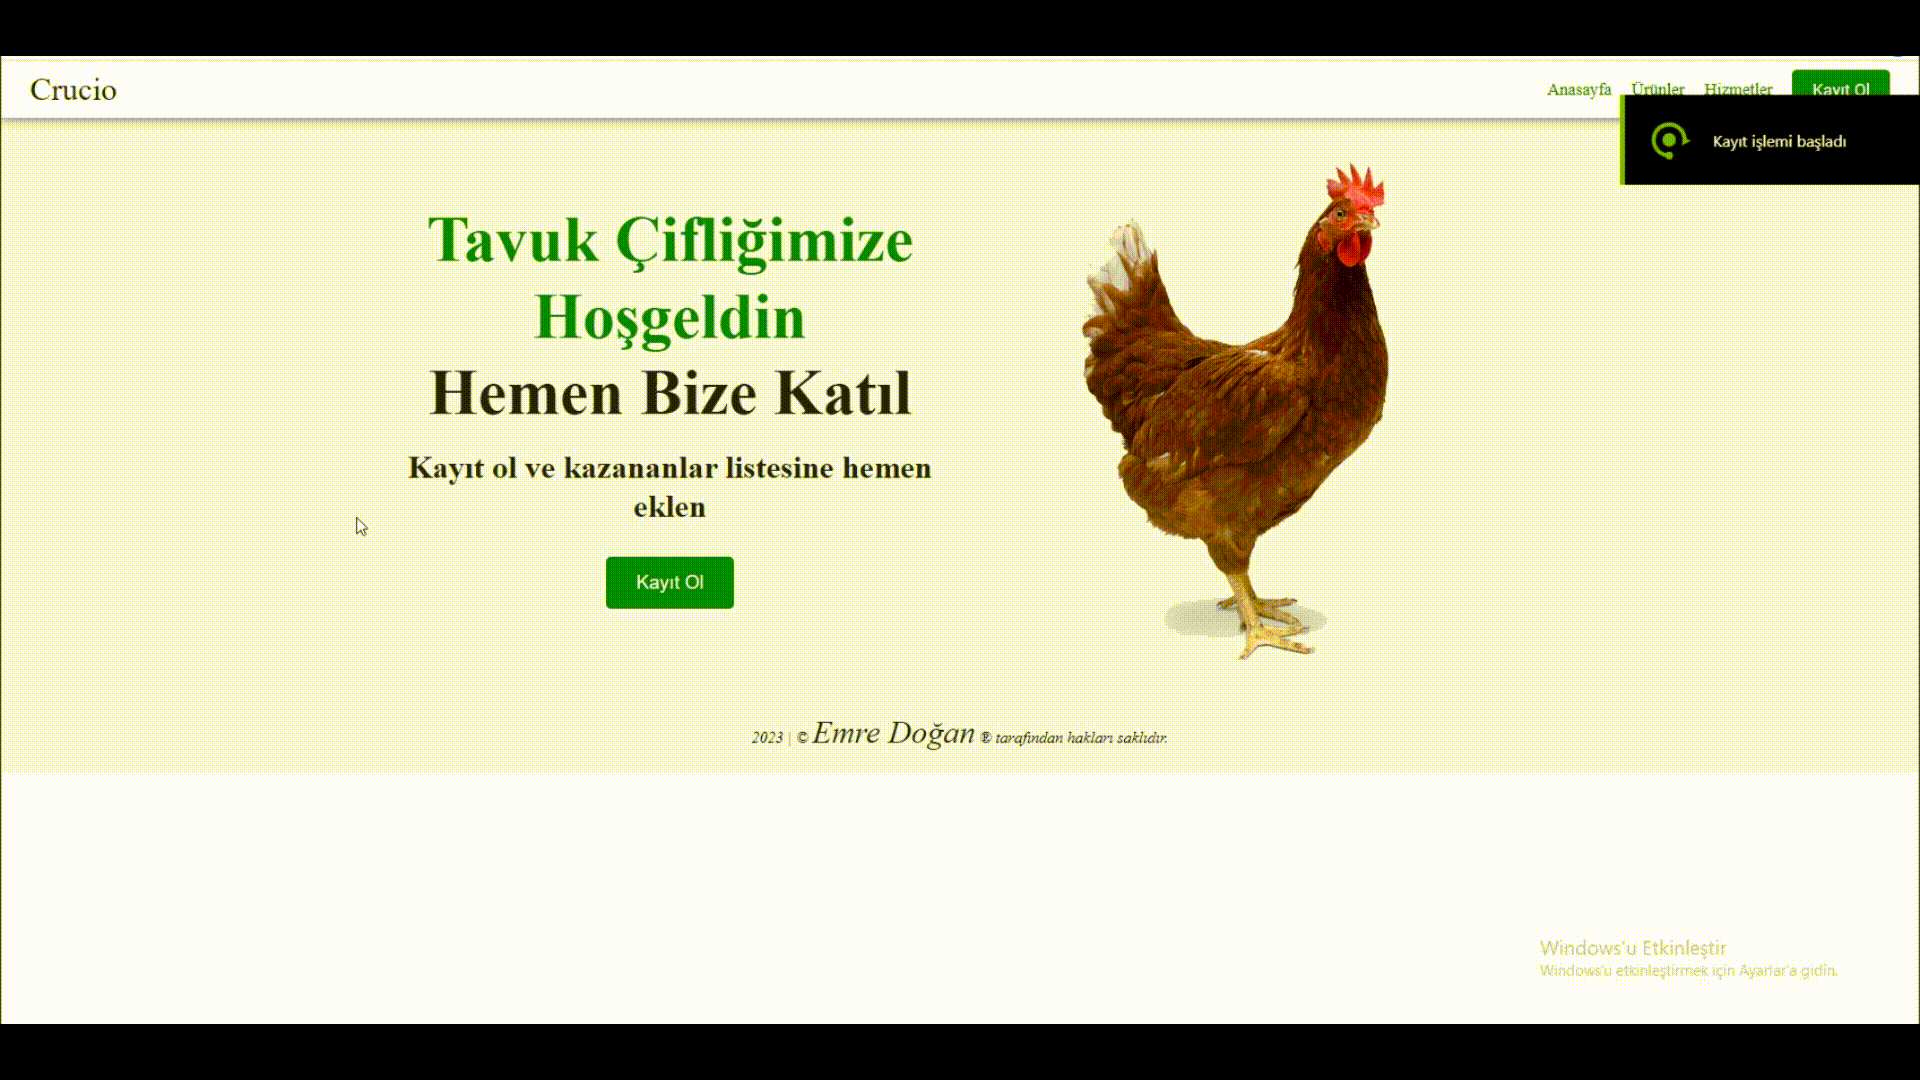 Crucio
Anasayfa Ürünler Hizmetler Kayıt Ol
Kayıt işlemi başladı
Tavuk Çifliğimize
Hoşgeldin
Hemen Bize Katıl
Kayıt ol ve kazananlar listesine hemen
eklen
Kayıt Ol
2023 | © Emre Doğan ® tarafından hakları saklıdır.
Windows'u Etkinleştir
Windows'u etkinleştirmek için Ayarlar'a gidin.